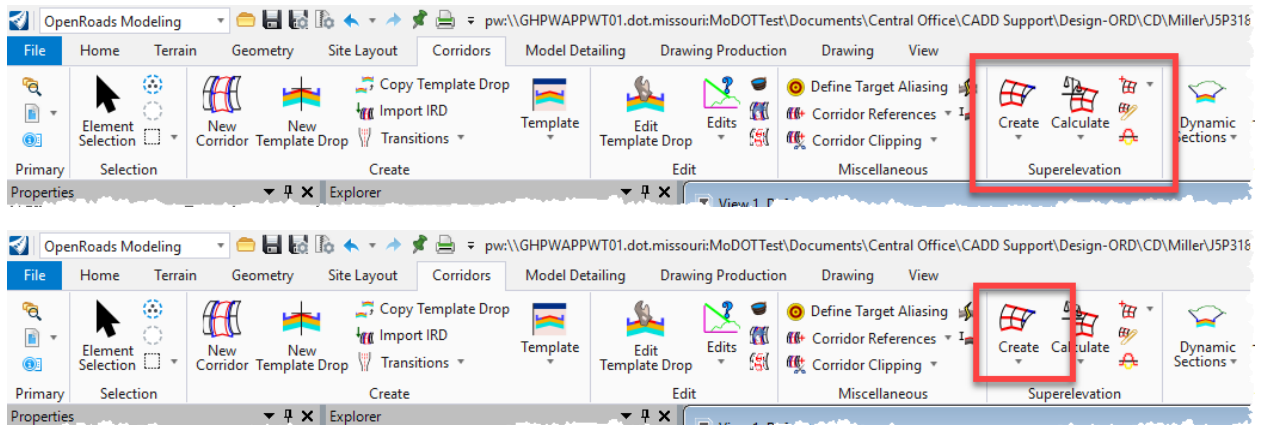 OpenRoads Modeling pw:\\GHPWAPPWT01.dot.missouri:MoDOTTest\Documents\Central Office\CADD Support\Design-ORD\CD\Miller\J5P318
File Home Terrain Geometry Site Layout Corridors Model Detailing Drawing Production Drawing View
Element Selection
New Corridor
New Template Drop
Copy Template Drop
Import IRD
Transitions
Template
Edit Template Drop
Edits
Define Target Aliasing
Corridor References
Corridor Clipping
Create
Calculate
Dynamic Sections
Primary Selection Create Edit Miscellaneous Superelevation
Properties Explorer View 1,
OpenRoads Modeling pw:\\GHPWAPPWT01.dot.missouri:MoDOTTest\Documents\Central Office\CADD Support\Design-ORD\CD\Miller\J5P318
File Home Terrain Geometry Site Layout Corridors Model Detailing Drawing Production Drawing View
Element Selection
New Corridor
New Template Drop
Copy Template Drop
Import IRD
Transitions
Template
Edit Template Drop
Edits
Define Target Aliasing
Corridor References
Corridor Clipping
Create
Calculate
Dynamic Sections
Primary Selection Create Edit Miscellaneous Superelevation
Properties Explorer